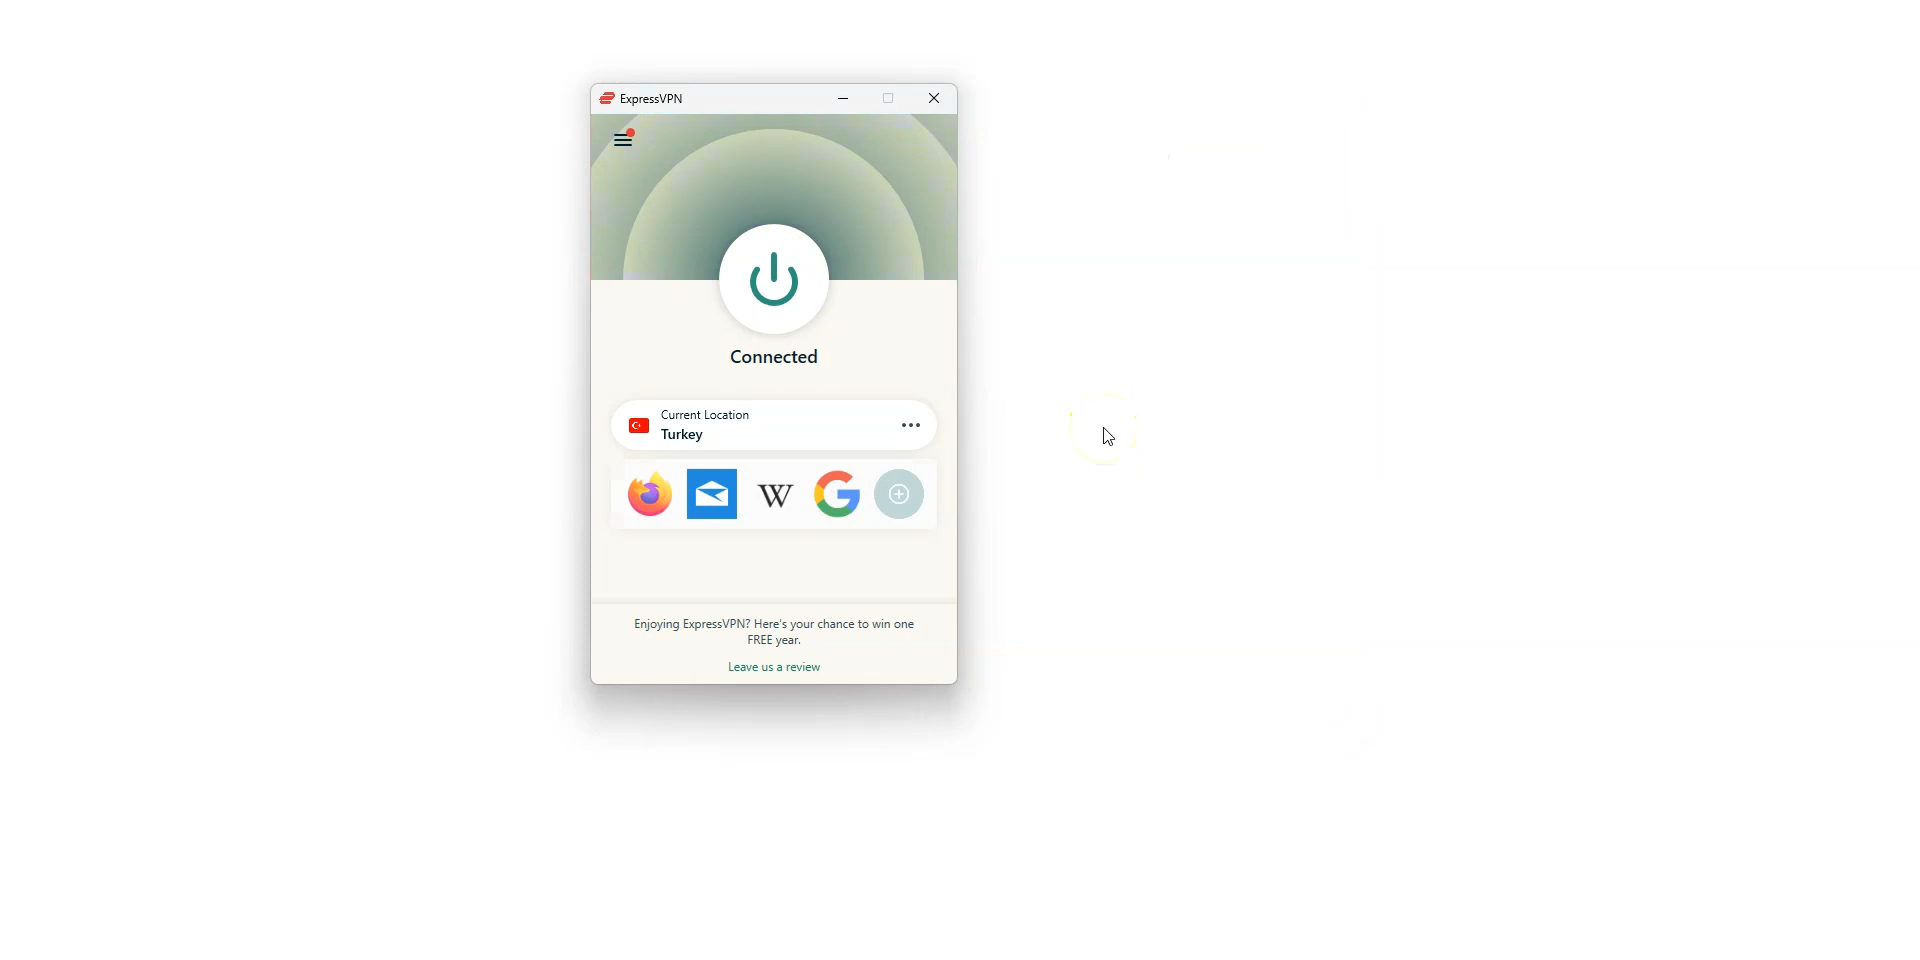 ExpressVPN
Connected
Current Location
Turkey
W
Enjoying ExpressVPN? Here's your chance to win one
FREE year.
Leave us a review